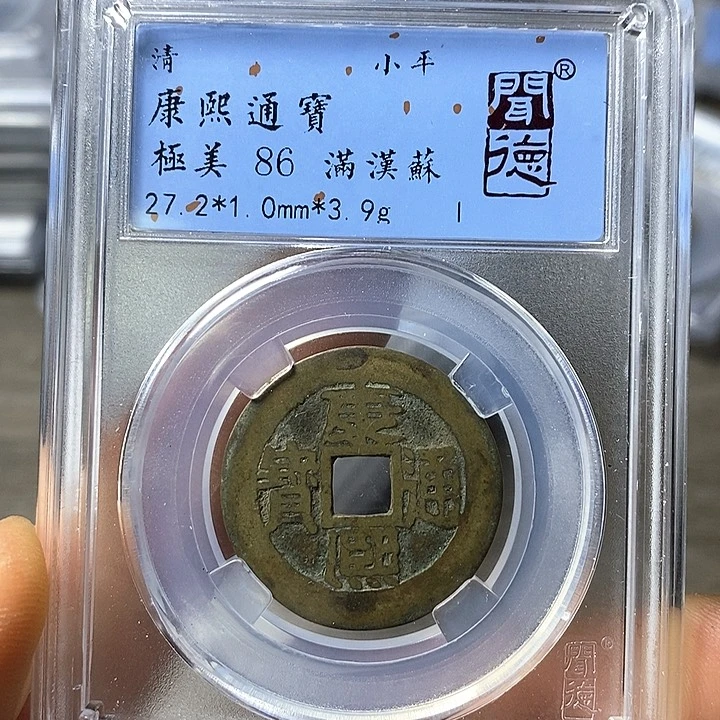 清 小平
康熙通寶
極美 86 滿漢蘇
27.2*1.0mm*3.9g
聞德®
康熙通寶
聞德